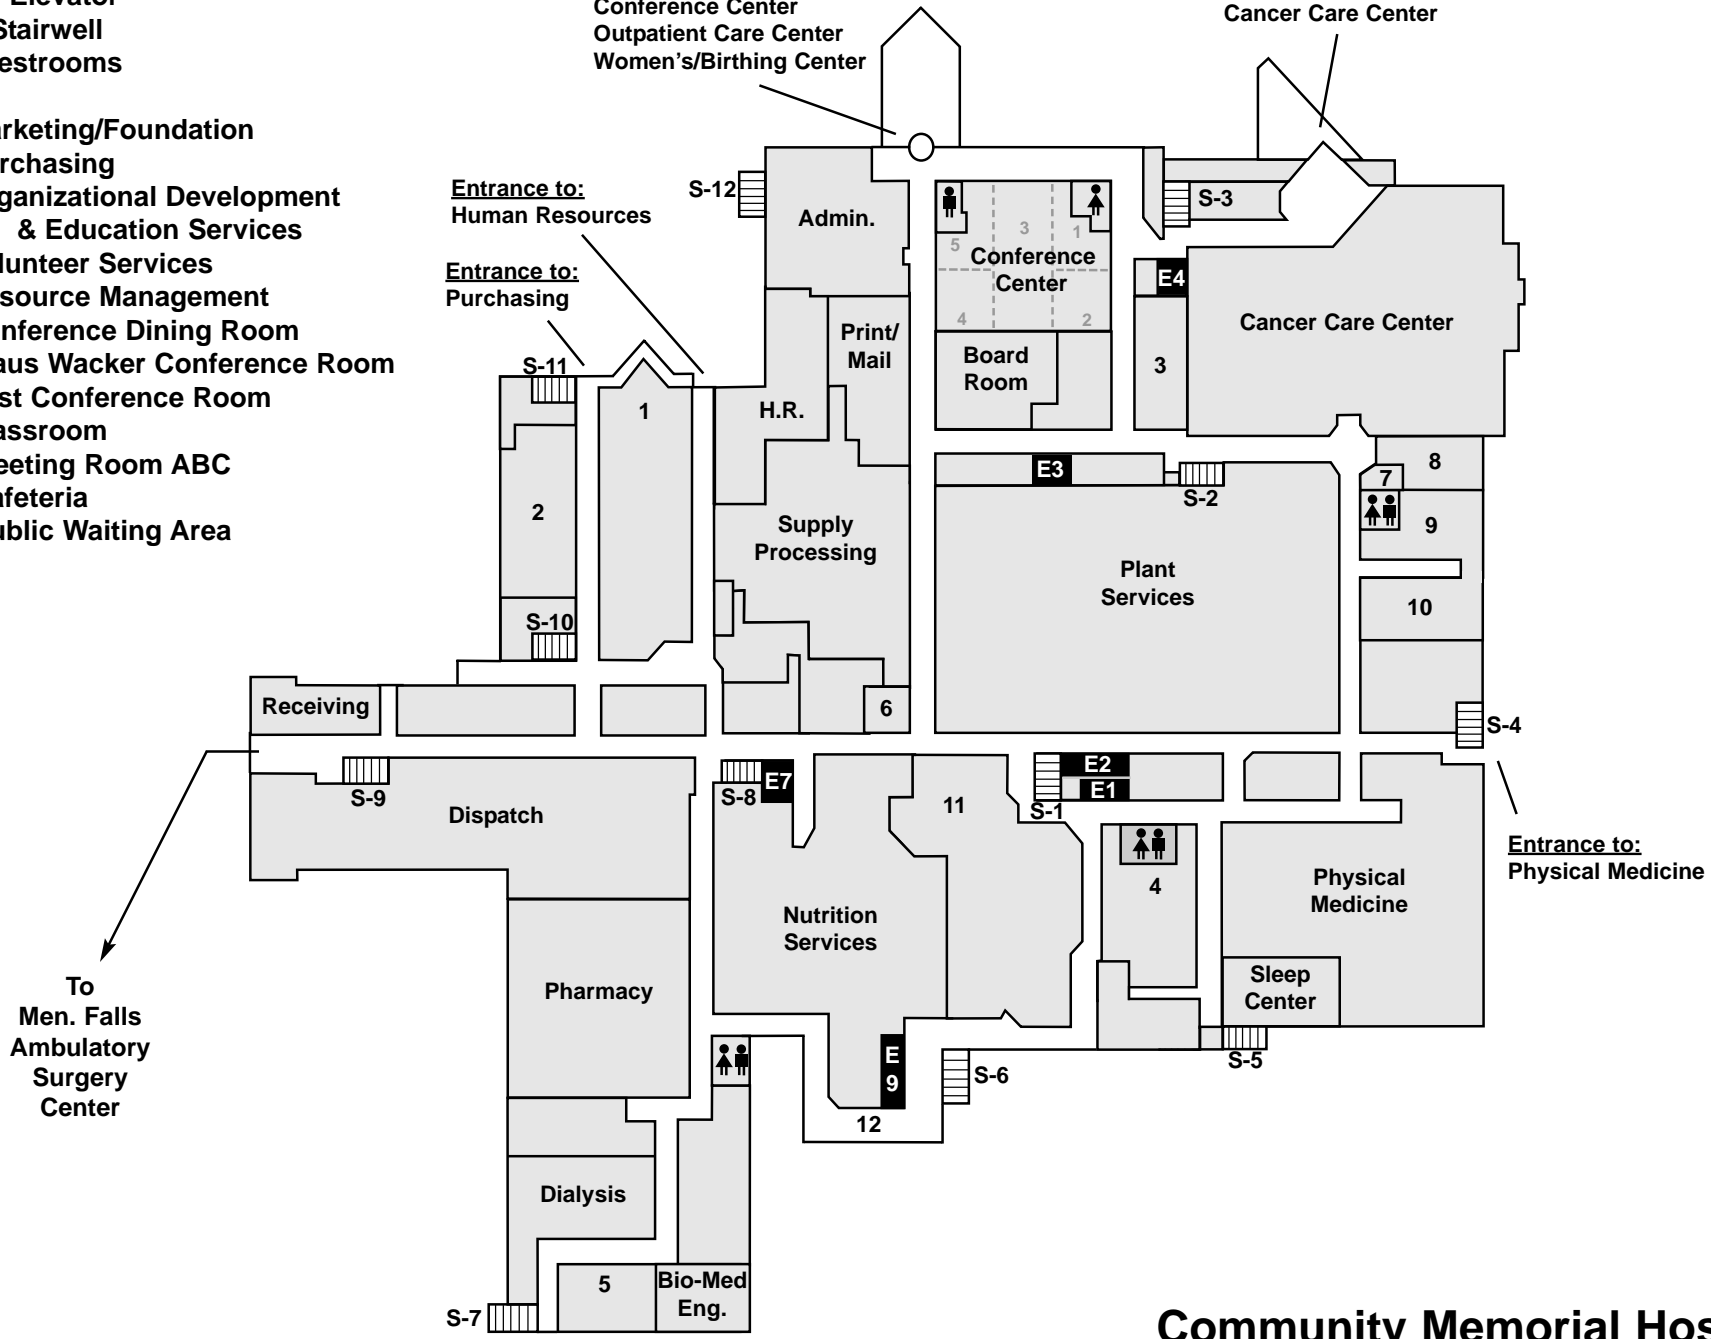 Elevator
Stairwell
estrooms
rketing/Foundation
rchasing
ganizational Development
& Education Services
lunteer Services
source Management
nference Dining Room
aus Wacker Conference Room
st Conference Room
assroom
eeting Room ABC
afeteria
ublic Waiting Area
Conference Center
Outpatient Care Center
Women's/Birthing Center
Cancer Care Center
Entrance to:
Human Resources
Entrance to:
Purchasing
S-12
Admin.
S-3
5
3
1
Conference
Center
4
2
E4
Cancer Care Center
Print/
Mail
Board
Room
3
S-11
1
H.R.
E3
S-2
8
7
9
2
Supply
Processing
Plant
Services
10
S-10
Receiving
6
S-4
S-9
Dispatch
S-8
E7
11
E2
E1
S-1
Entrance to:
Physical Medicine
4
Physical
Medicine
Nutrition
Services
Pharmacy
Sleep
Center
To
Men. Falls
Ambulatory
Surgery
Center
E
9
S-6
S-5
12
Dialysis
5
Bio-Med
Eng.
S-7
Community Memorial Hos